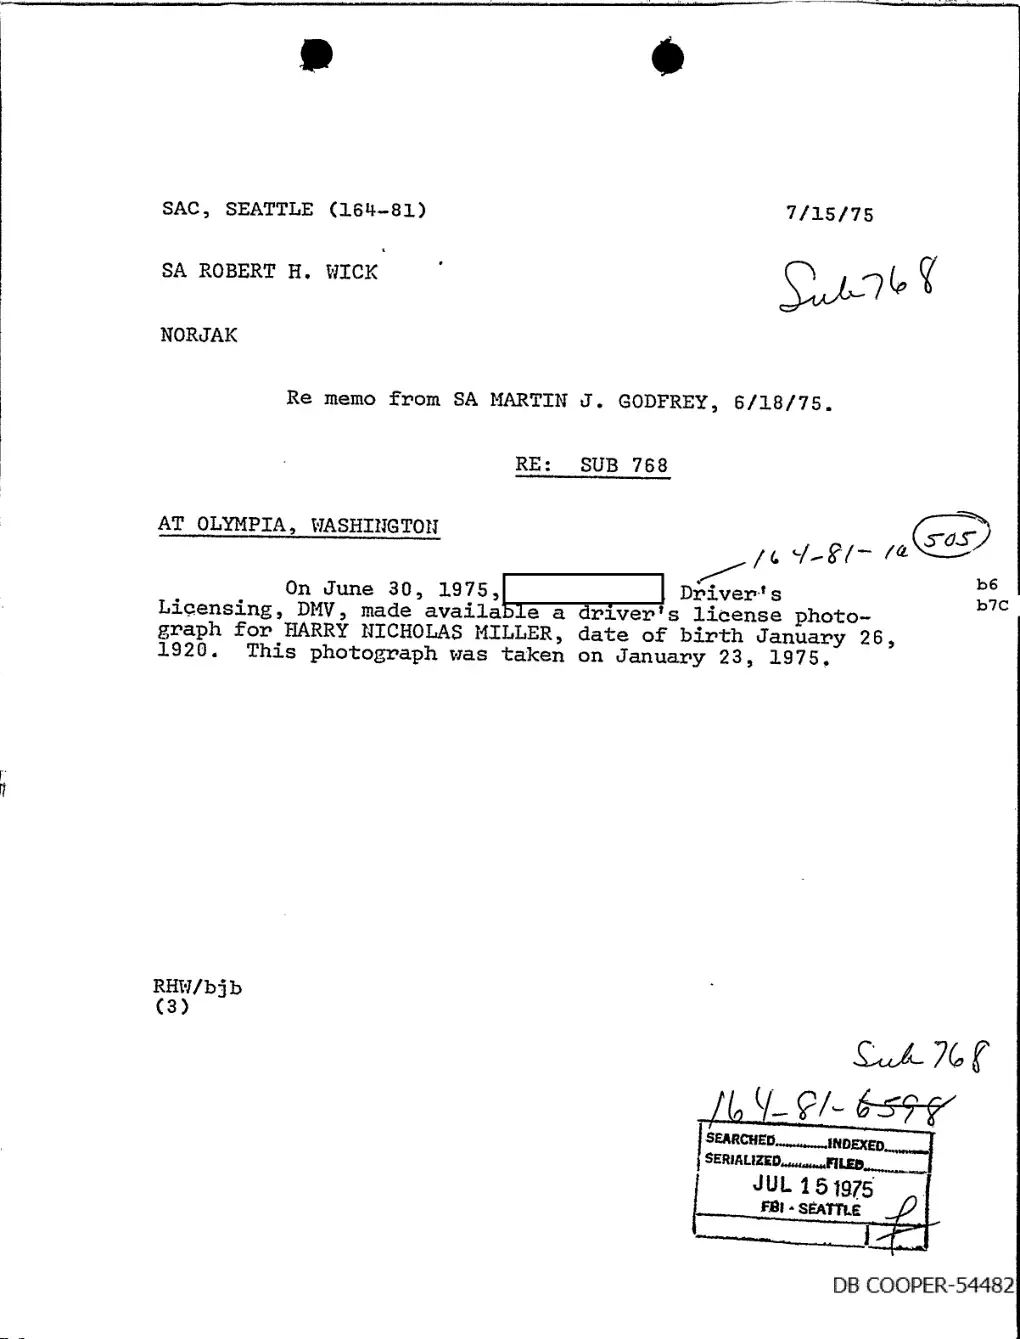 SAC, SEATTLE (164-81) 7/15/75
SA ROBERT H. WICK
Sub 768
NORJAK
Re memo from SA MARTIN J. GODFREY, 6/18/75.
RE: SUB 768
AT OLYMPIA, WASHINGTON
164-81-1a 505
On June 30, 1975, Driver's
b6
Licensing, DMV, made available a driver's license photo-
b7C
graph for HARRY NICHOLAS MILLER, date of birth January 26,
1920. This photograph was taken on January 23, 1975.
RHW/bjb
(3)
Sub 768
164-81-6598
SEARCHED..............INDEXED............
SERIALIZED............FILED................
JUL 15 1975
FBI - SEATTLE
DB COOPER-54482